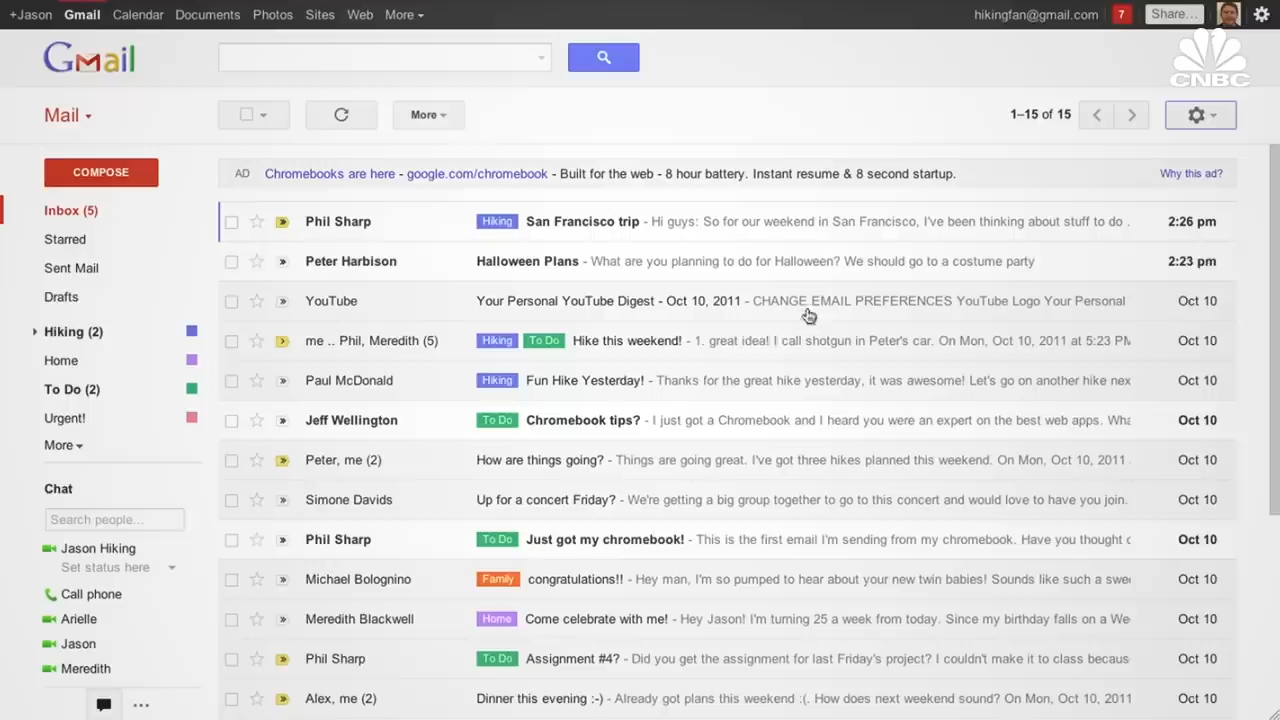 +Jason Gmail Calendar Documents Photos Sites Web More hikingfan@gmail.com 7 Share...
Gmail
CNBC
Mail More 1–15 of 15
COMPOSE
AD Chromebooks are here - google.com/chromebook - Built for the web - 8 hour battery. Instant resume & 8 second startup. Why this ad?
Inbox (5)
Starred
Sent Mail
Drafts
Hiking (2)
Home
To Do (2)
Urgent!
More
Chat
Search people...
Jason Hiking
Set status here
Call phone
Arielle
Jason
Meredith
Phil Sharp Hiking San Francisco trip - Hi guys: So for our weekend in San Francisco, I've been thinking about stuff to do . 2:26 pm
Peter Harbison Halloween Plans - What are you planning to do for Halloween? We should go to a costume party 2:23 pm
YouTube Your Personal YouTube Digest - Oct 10, 2011 - CHANGE EMAIL PREFERENCES YouTube Logo Your Personal Oct 10
me .. Phil, Meredith (5) Hiking To Do Hike this weekend! - 1. great idea! I call shotgun in Peter's car. On Mon, Oct 10, 2011 at 5:23 PM Oct 10
Paul McDonald Hiking Fun Hike Yesterday! - Thanks for the great hike yesterday, it was awesome! Let's go on another hike nex Oct 10
Jeff Wellington To Do Chromebook tips? - I just got a Chromebook and I heard you were an expert on the best web apps. Wha Oct 10
Peter, me (2) How are things going? - Things are going great. I've got three hikes planned this weekend. On Mon, Oct 10, 2011 Oct 10
Simone Davids Up for a concert Friday? - We're getting a big group together to go to this concert and would love to have you join. Oct 10
Phil Sharp To Do Just got my chromebook! - This is the first email I'm sending from my chromebook. Have you thought c Oct 10
Michael Bolognino Family congratulations!! - Hey man, I'm so pumped to hear about your new twin babies! Sounds like such a swee Oct 10
Meredith Blackwell Home Come celebrate with me! - Hey Jason! I'm turning 25 a week from today. Since my birthday falls on a We Oct 10
Phil Sharp To Do Assignment #4? - Did you get the assignment for last Friday's project? I couldn't make it to class becaus Oct 10
Alex, me (2) Dinner this evening :-) - Already got plans this weekend :(. How does next weekend sound? On Mon, Oct 10, 2011 Oct 10